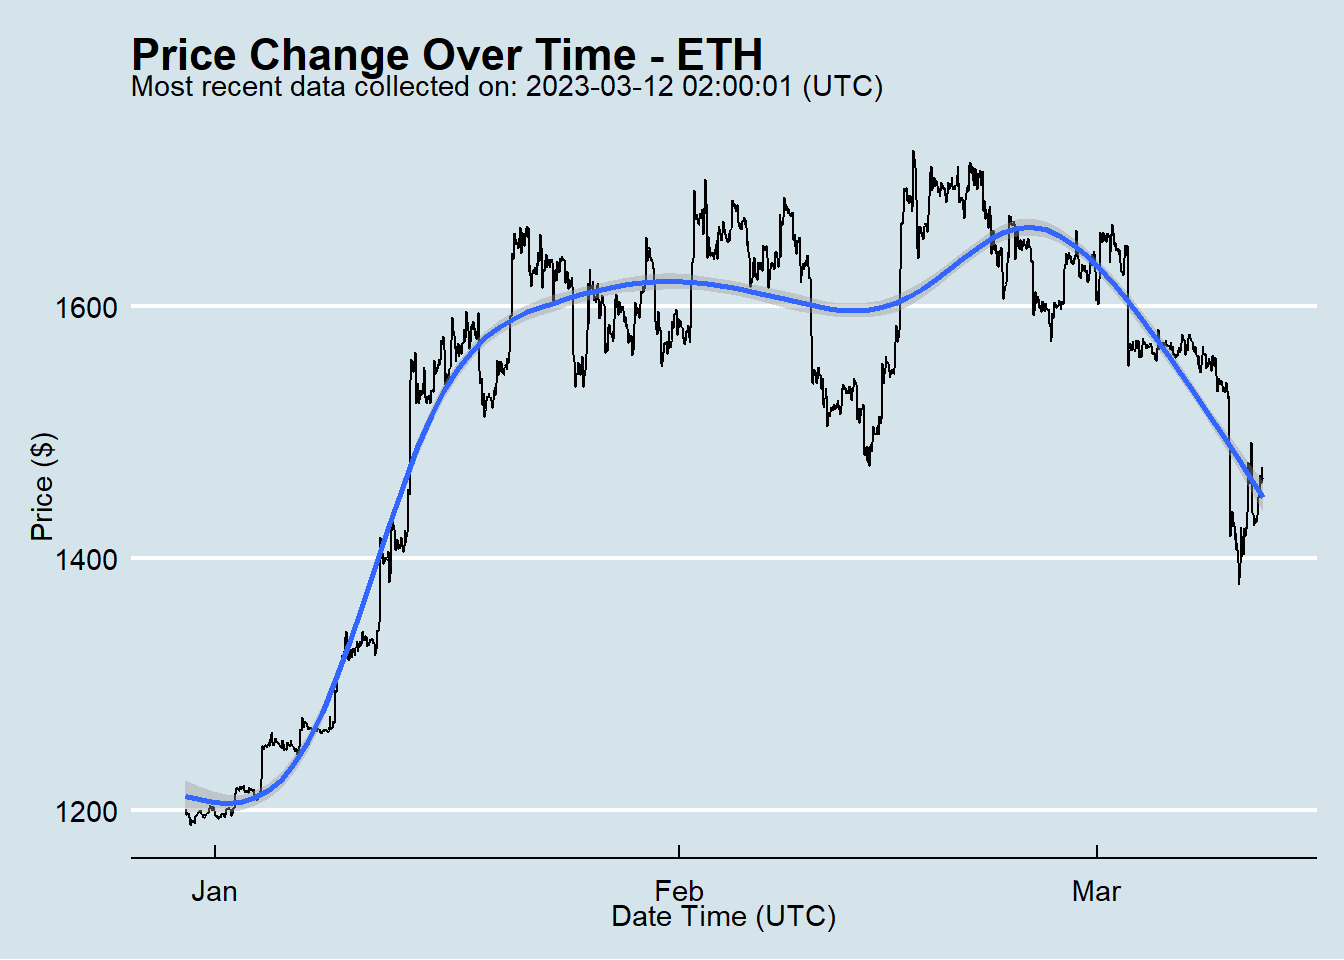 Price Change Over Time - ETH
Most recent data collected on: 2023-03-12 02:00:01 (UTC)
Price ($)
1600
1400
1200
Jan Feb Mar
Date Time (UTC)